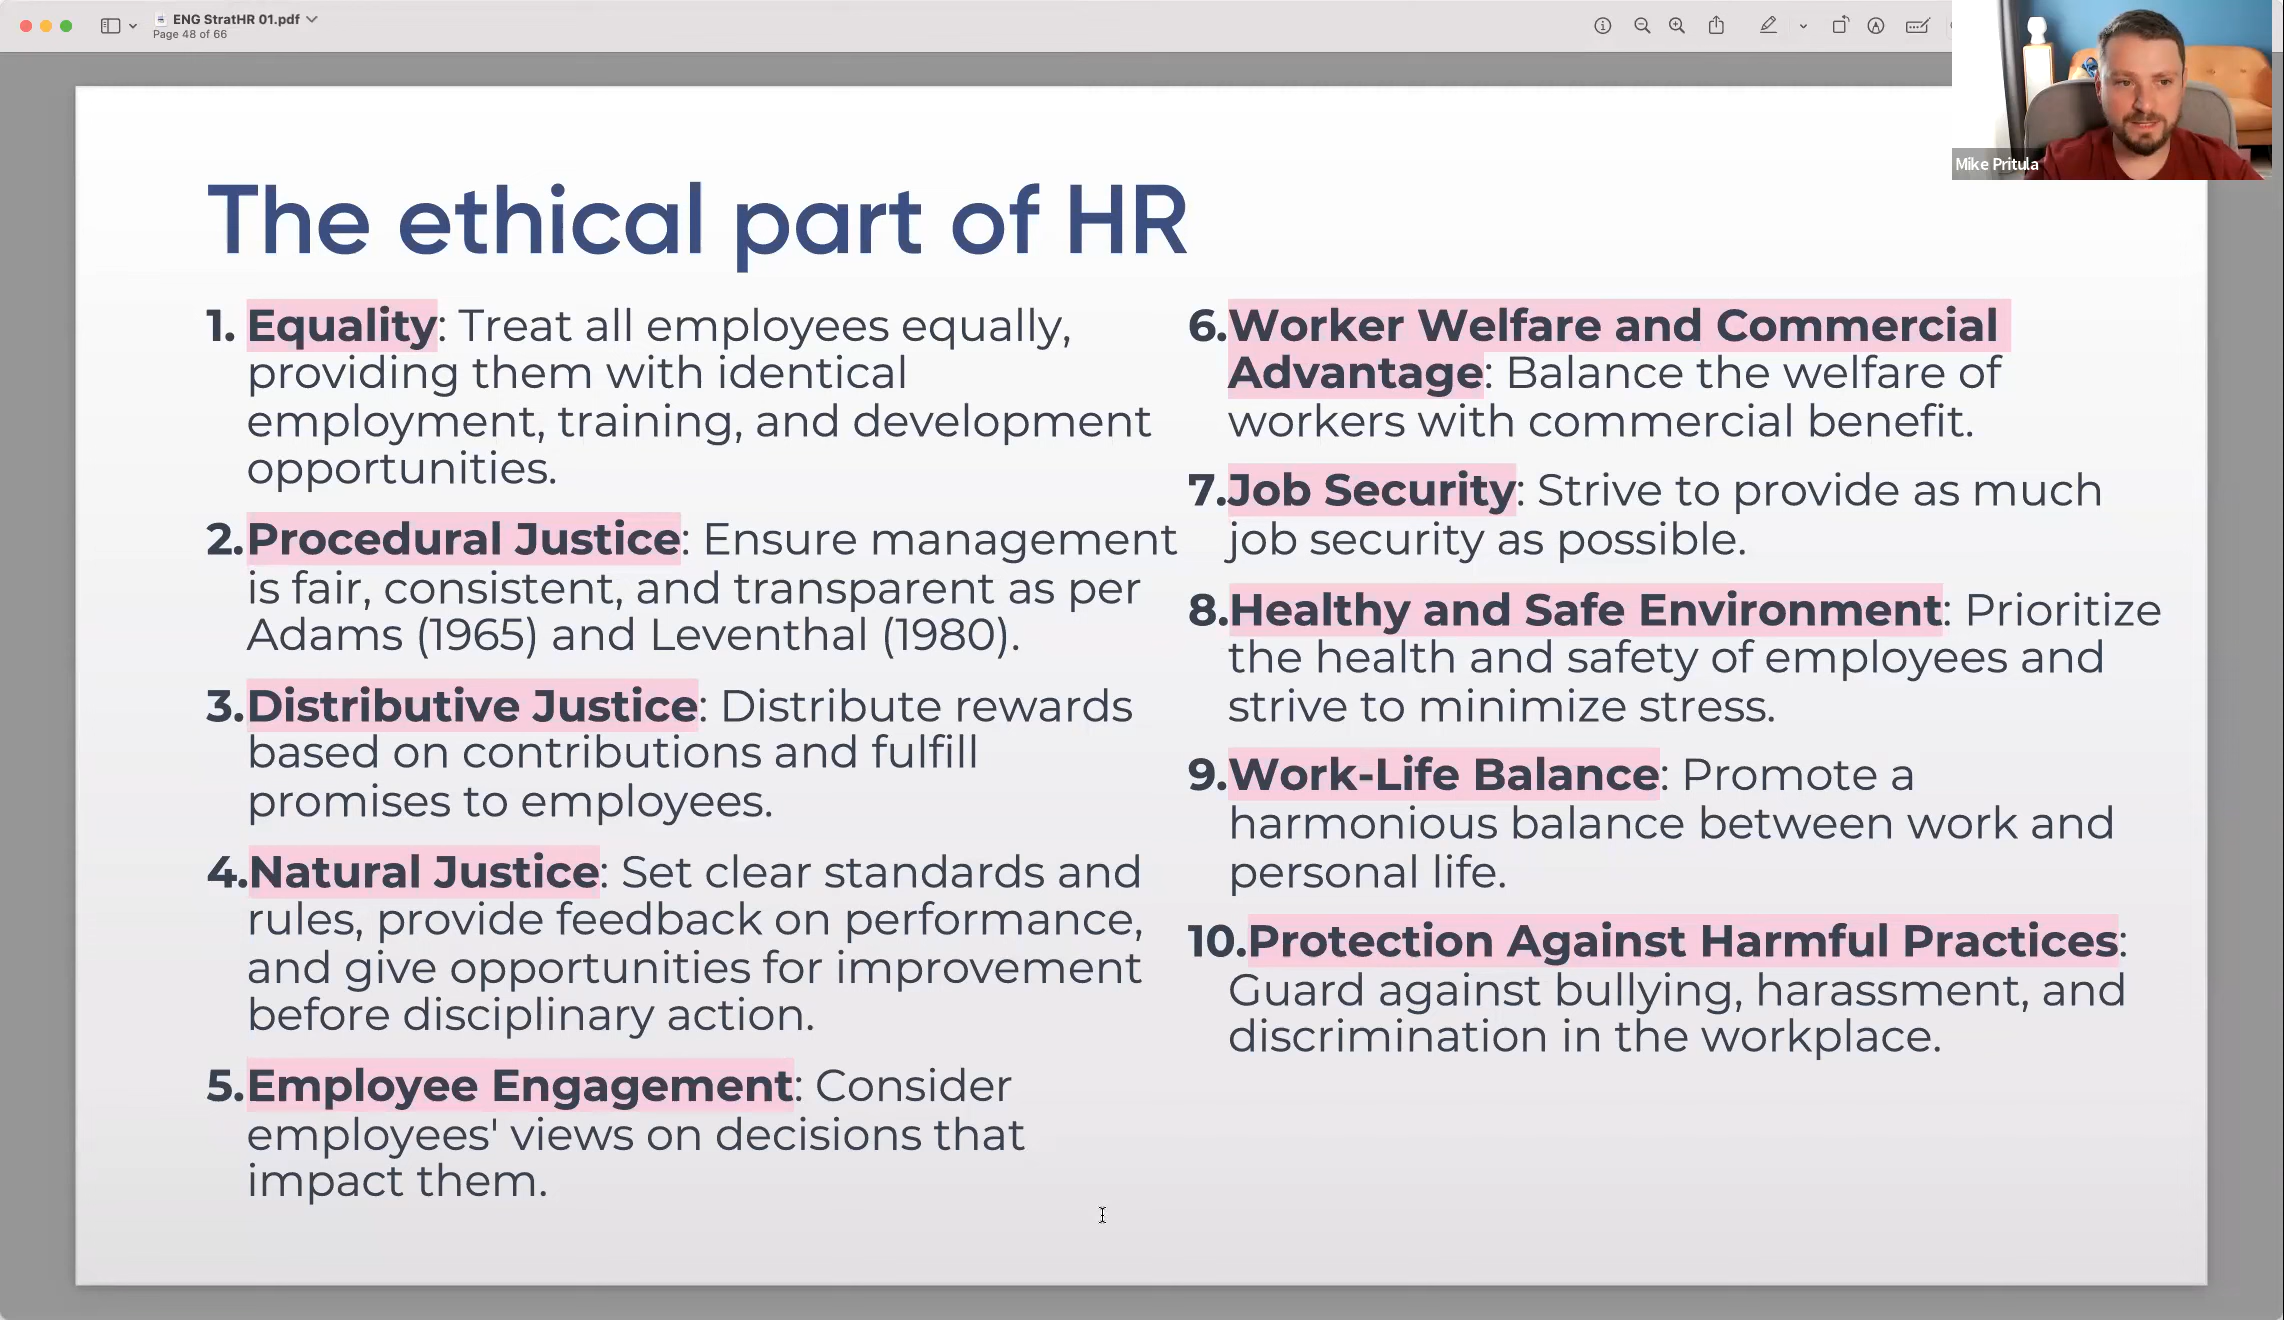 ENG StratHR 01.pdf
Page 48 of 66
Mike Pritula
The ethical part of HR
1. Equality: Treat all employees equally,
providing them with identical
employment, training, and development
opportunities.
2.Procedural Justice: Ensure management
is fair, consistent, and transparent as per
Adams (1965) and Leventhal (1980).
3.Distributive Justice: Distribute rewards
based on contributions and fulfill
promises to employees.
4.Natural Justice: Set clear standards and
rules, provide feedback on performance,
and give opportunities for improvement
before disciplinary action.
5.Employee Engagement: Consider
employees' views on decisions that
impact them.
6.Worker Welfare and Commercial
Advantage: Balance the welfare of
workers with commercial benefit.
7.Job Security: Strive to provide as much
job security as possible.
8.Healthy and Safe Environment: Prioritize
the health and safety of employees and
strive to minimize stress.
9.Work-Life Balance: Promote a
harmonious balance between work and
personal life.
10.Protection Against Harmful Practices:
Guard against bullying, harassment, and
discrimination in the workplace.